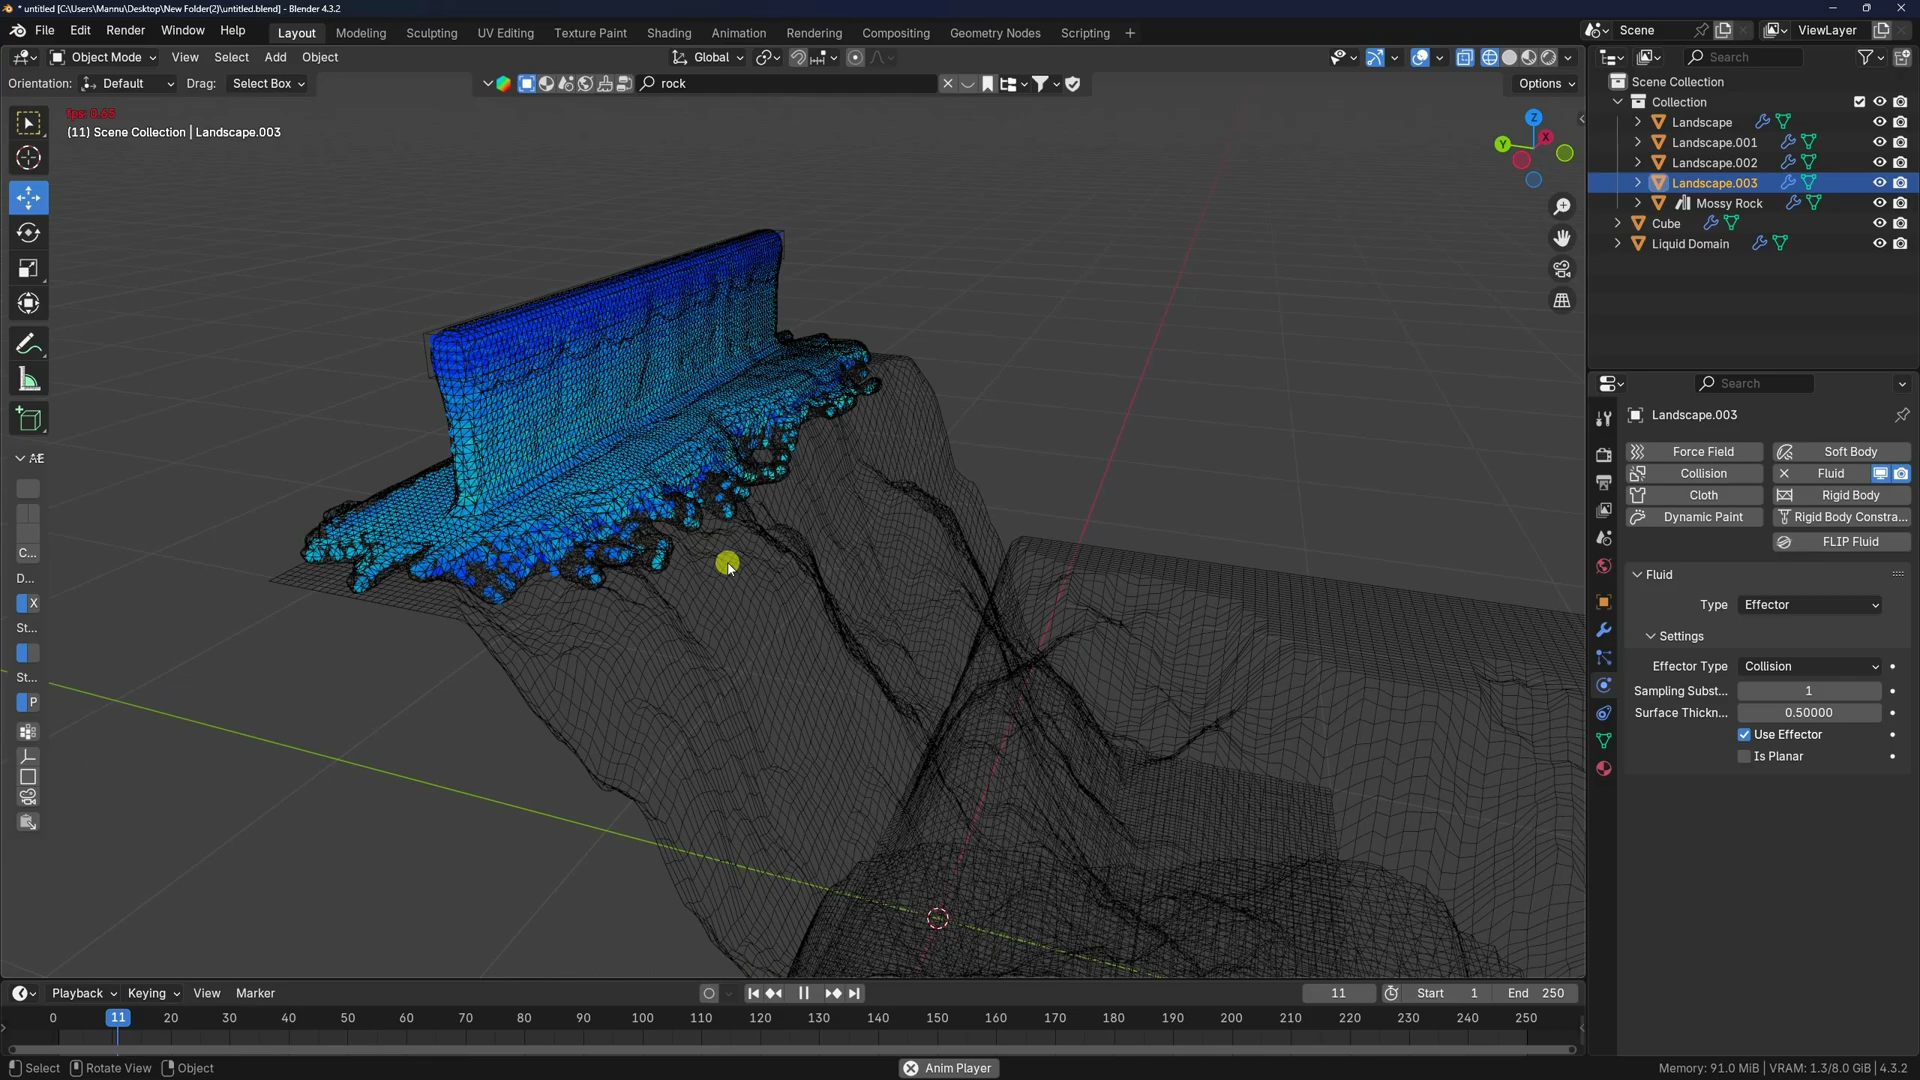 * untitled [C:\Users\Mannu\Desktop\New Folder(2)\untitled.blend] - Blender 4.3.2
File Edit Render Window Help Layout Modeling Sculpting UV Editing Texture Paint Shading Animation Rendering Compositing Geometry Nodes Scripting + Scene ViewLayer
Object Mode View Select Add Object Global Search
Orientation: Default Drag: Select Box rock Options
fps: 0.65
(11) Scene Collection | Landscape.003
Z
X
Y
Scene Collection
Collection
Landscape
Landscape.001
Landscape.002
Landscape.003
Mossy Rock
Cube
Liquid Domain
Search
Landscape.003
Force Field Soft Body
Collision Fluid
Cloth Rigid Body
Dynamic Paint Rigid Body Constra...
FLIP Fluid
Fluid
Type Effector
Settings
Effector Type Collision
Sampling Subst... 1
Surface Thickn... 0.50000
Use Effector
Is Planar
AE
C...
D...
X
St...
St...
P
Playback Keying View Marker 11 Start 1 End 250
0 11 20 30 40 50 60 70 80 90 100 110 120 130 140 150 160 170 180 190 200 210 220 230 240 250
Select Rotate View Object Anim Player Memory: 91.0 MiB | VRAM: 1.3/8.0 GiB | 4.3.2